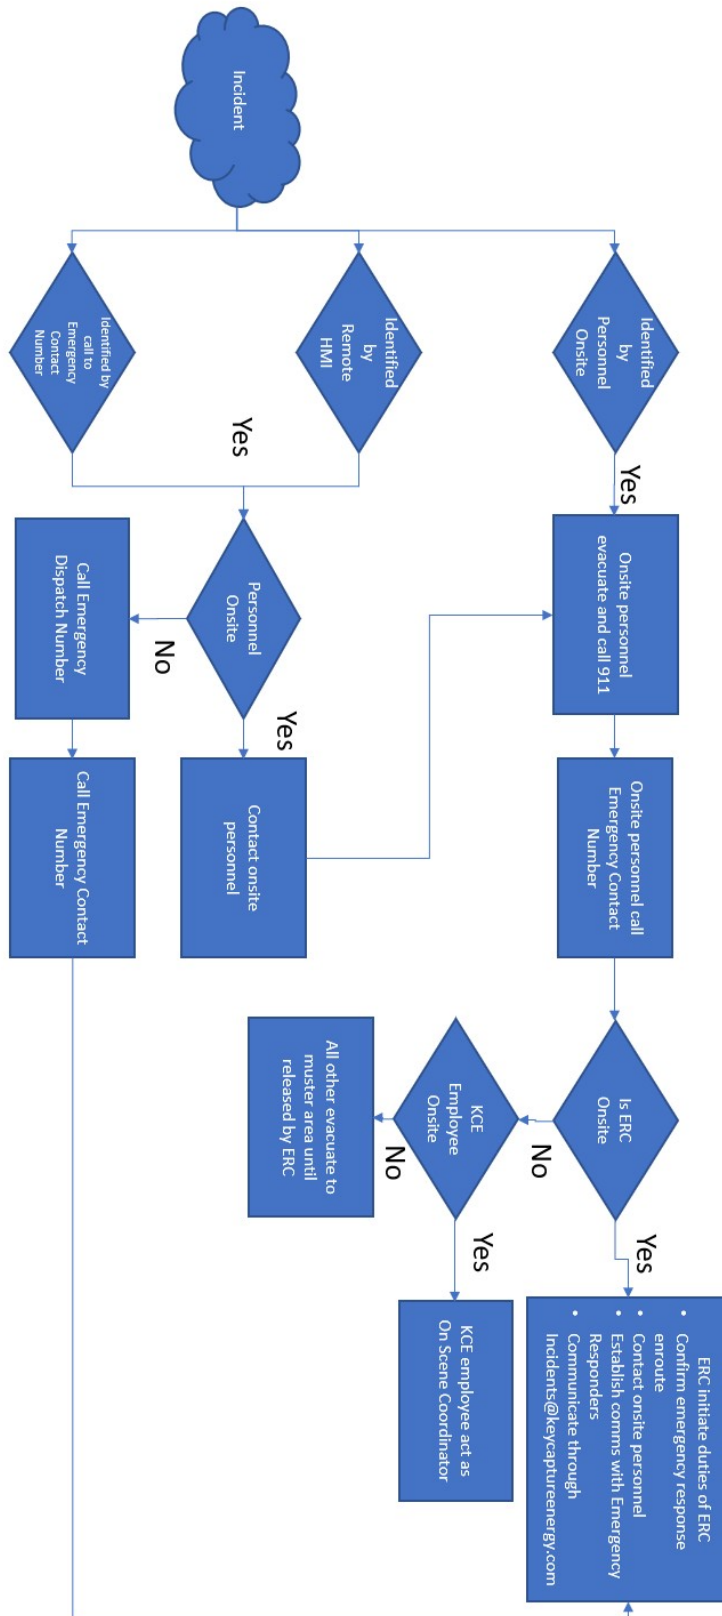 Incident
Identified
by
Personnel
Onsite
Yes
Onsite personnel
evacuate and call 911
Onsite personnel call
Emergency Contact
Number
Is ERC
Onsite
Yes
ERC initiate duties of ERC
• Confirm emergency response
enroute
• Contact onsite personnel
• Establish comms with Emergency
Responders
• Communicate through
Incidents@keycaptureenergy.com
No
KCE
Employee
Onsite
Yes
KCE employee act as
On Scene Coordinator
No
All other evacuate to
muster area until
released by ERC
Identified
by
Remote
HMI
Identified by
call to
Emergency
Contact
Number
Yes
Personnel
Onsite
Yes
Contact onsite
personnel
No
Call Emergency
Dispatch Number
Call Emergency Contact
Number